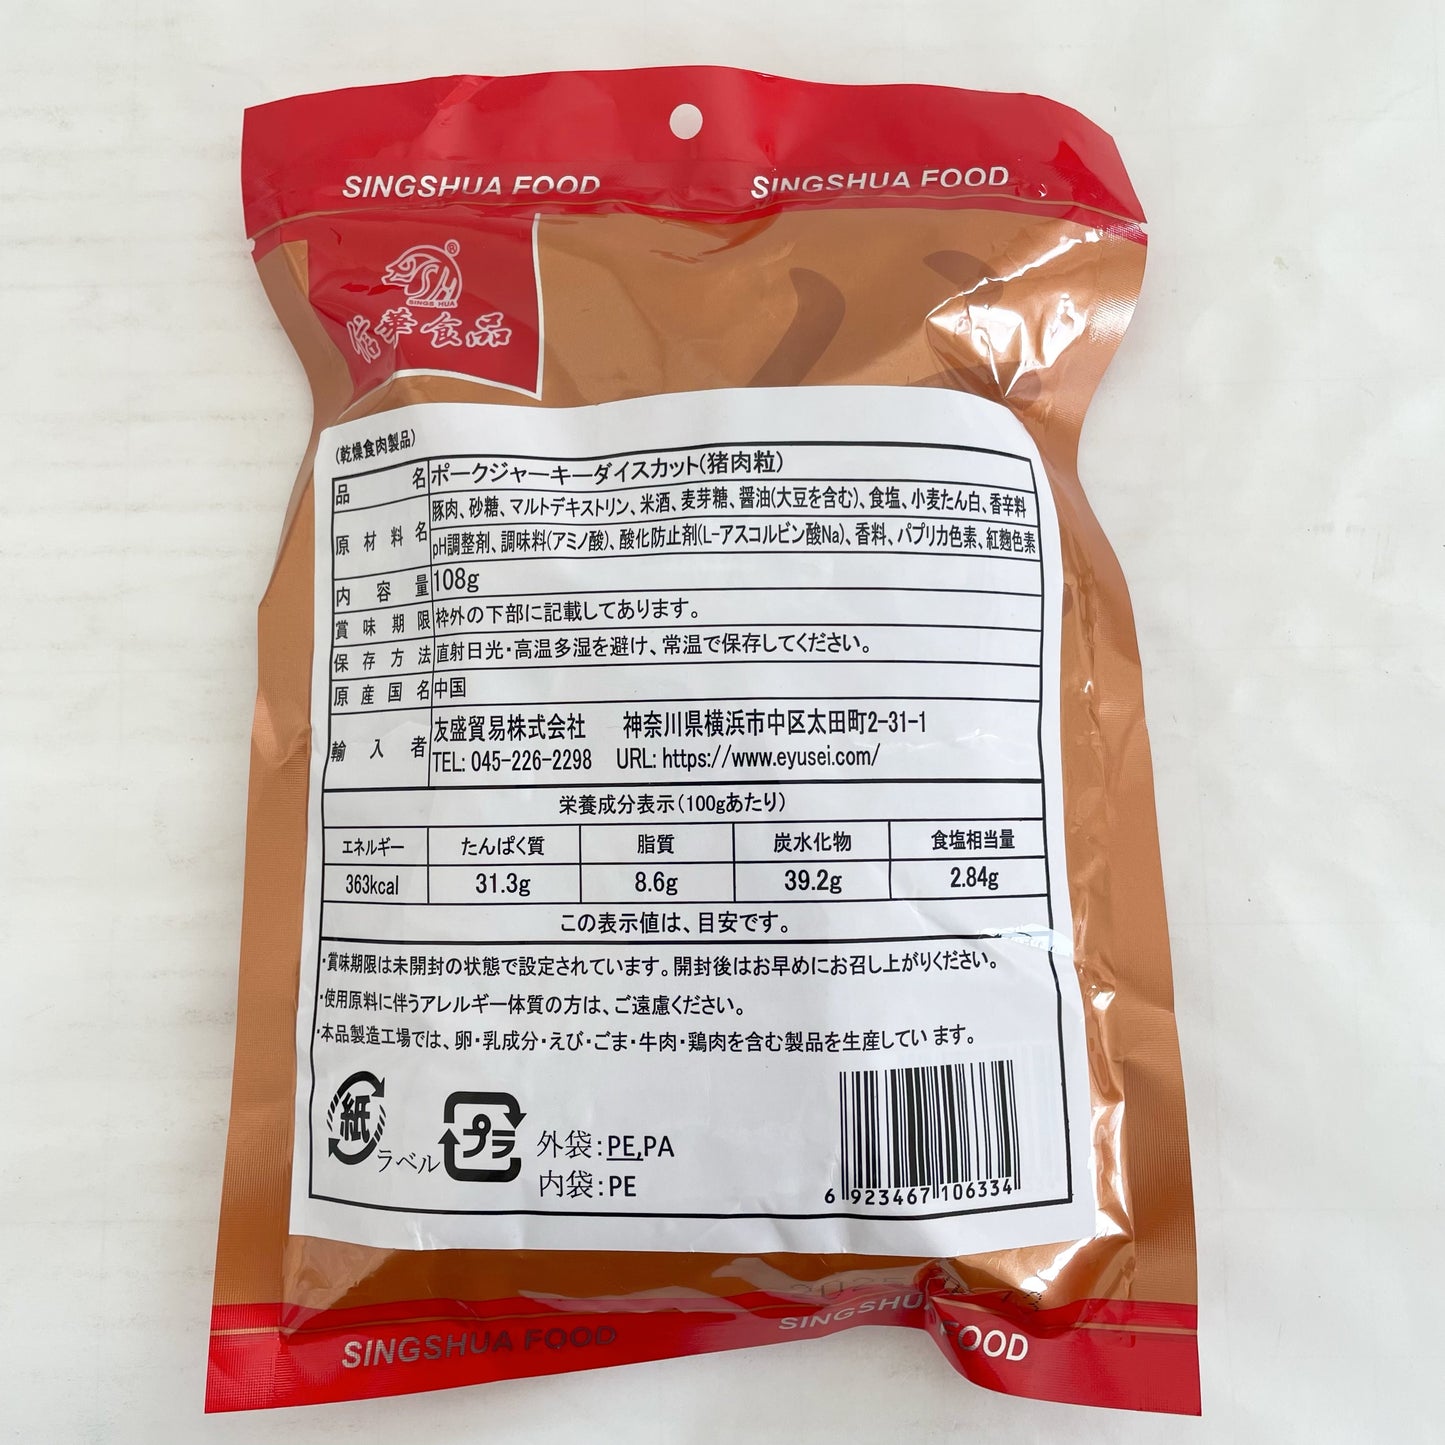 SINGSHUA FOOD SINGSHUA FOOD
®
SH
SINGS HUA
信華食品
(乾燥食肉製品)
品名 ポークジャーキーダイスカット(猪肉粒)
原材料名 豚肉、砂糖、マルトデキストリン、米酒、麦芽糖、醤油(大豆を含む)、食塩、小麦たん白、香辛料
pH調整剤、調味料(アミノ酸)、酸化防止剤(L-アスコルビン酸Na)、香料、パプリカ色素、紅麹色素
内容量 108g
賞味期限 枠外の下部に記載してあります。
保存方法 直射日光・高温多湿を避け、常温で保存してください。
原産国名 中国
輸入者 友盛貿易株式会社 神奈川県横浜市中区太田町2-31-1
TEL: 045-226-2298 URL: https://www.eyusei.com/
栄養成分表示(100gあたり)
エネルギー たんぱく質 脂質 炭水化物 食塩相当量
363kcal 31.3g 8.6g 39.2g 2.84g
この表示値は、目安です。
・賞味期限は未開封の状態で設定されています。開封後はお早めにお召し上がりください。
・使用原料に伴うアレルギー体質の方は、ご遠慮ください。
・本品製造工場では、卵・乳成分・えび・ごま・牛肉・鶏肉を含む製品を生産してい ます。
紙 ラベル プラ 外袋:PE,PA
内袋:PE
6 923467 106334
SINGSHUA FOOD SINGSHUA FOOD